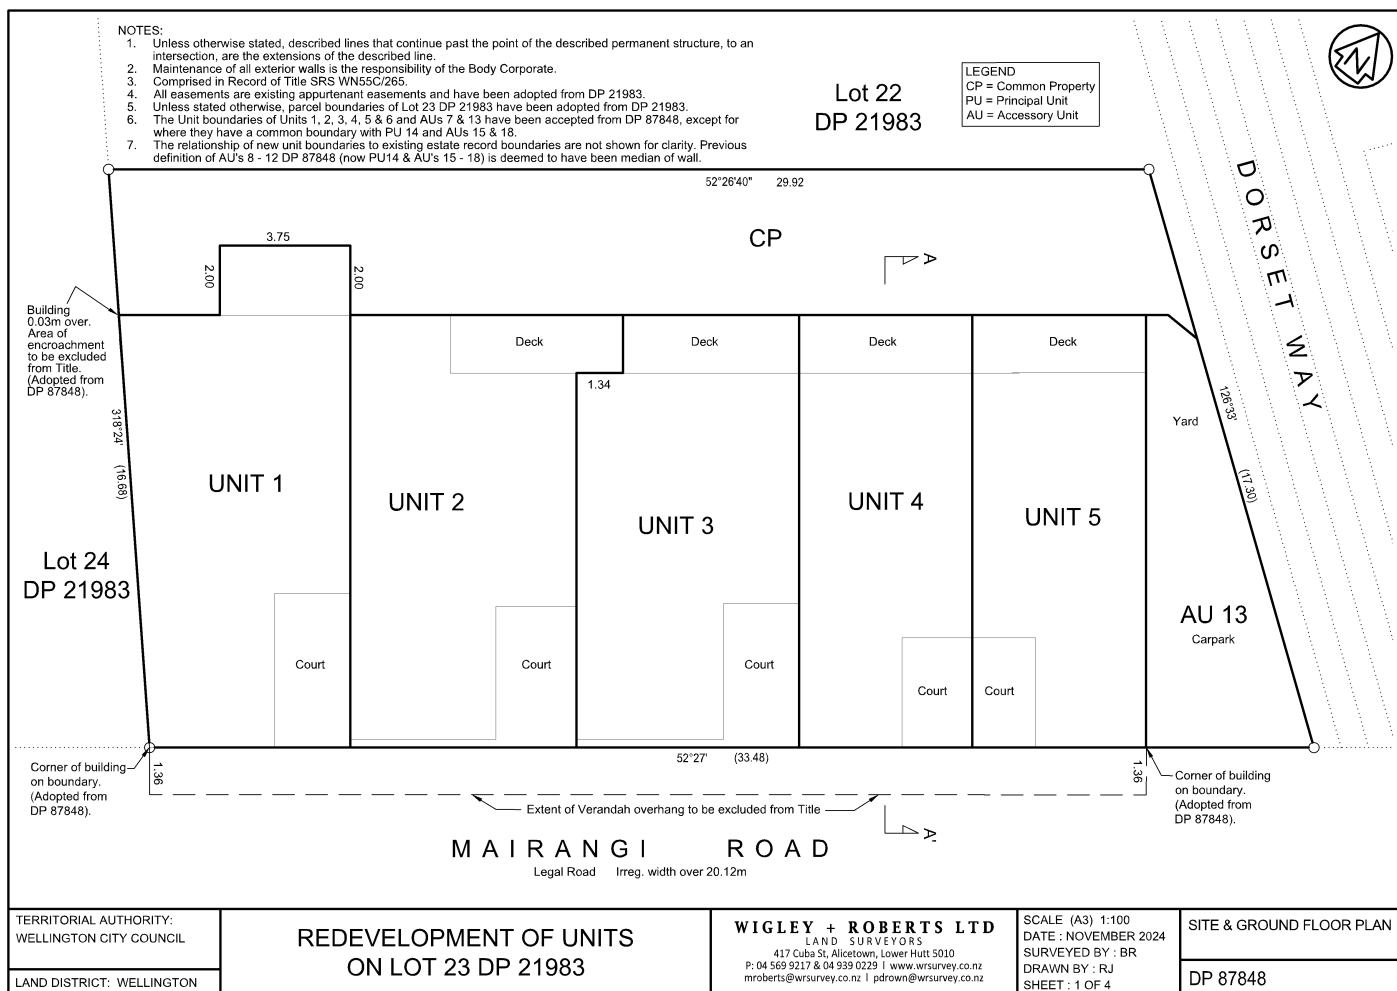 NOTES:
1. Unless otherwise stated, described lines that continue past the point of the described permanent structure, to an
intersection, are the extensions of the described line.
2. Maintenance of all exterior walls is the responsibility of the Body Corporate.
3. Comprised in Record of Title SRS WN55C/265.
4. All easements are existing appurtenant easements and have been adopted from DP 21983.
5. Unless stated otherwise, parcel boundaries of Lot 23 DP 21983 have been adopted from DP 21983.
6. The Unit boundaries of Units 1, 2, 3, 4, 5 & 6 and AUs 7 & 13 have been accepted from DP 87848, except for
where they have a common boundary with PU 14 and AUs 15 & 18.
7. The relationship of new unit boundaries to existing estate record boundaries are not shown for clarity. Previous
definition of AU's 8 - 12 DP 87848 (now PU14 & AU's 15 - 18) is deemed to have been median of wall.
Lot 22
DP 21983
LEGEND
CP = Common Property
PU = Principal Unit
AU = Accessory Unit
N
52°26'40" 29.92
DORSET WAY
CP
3.75
2.00
2.00
A
Building
0.03m over.
Area of
encroachment
to be excluded
from Title.
(Adopted from
DP 87848).
Deck
Deck
Deck
Deck
1.34
318°24' (16.68)
126°33' (17.30)
Yard
UNIT 1
UNIT 2
UNIT 3
UNIT 4
UNIT 5
Lot 24
DP 21983
AU 13
Carpark
Court
Court
Court
Court
Court
52°27' (33.48)
Corner of building
on boundary.
(Adopted from
DP 87848).
1.36
1.36
Corner of building
on boundary.
(Adopted from
DP 87848).
Extent of Verandah overhang to be excluded from Title
A'
MAIRANGI ROAD
Legal Road Irreg. width over 20.12m
TERRITORIAL AUTHORITY:
WELLINGTON CITY COUNCIL
LAND DISTRICT: WELLINGTON
REDEVELOPMENT OF UNITS
ON LOT 23 DP 21983
WIGLEY + ROBERTS LTD
LAND SURVEYORS
417 Cuba St, Alicetown, Lower Hutt 5010
P: 04 569 9217 & 04 939 0229 | www.wrsurvey.co.nz
mroberts@wrsurvey.co.nz | pdrown@wrsurvey.co.nz
SCALE (A3) 1:100
DATE : NOVEMBER 2024
SURVEYED BY : BR
DRAWN BY : RJ
SHEET : 1 OF 4
SITE & GROUND FLOOR PLAN
DP 87848